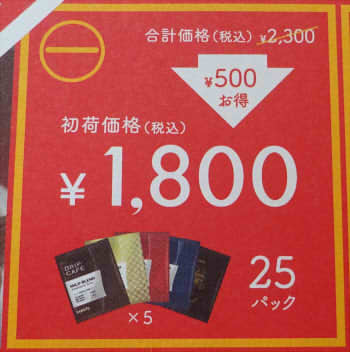 合計価格(税込) ¥2,300
¥500
お得
初荷価格(税込)
¥1,800
DRIP CAFE
×5
25
パック